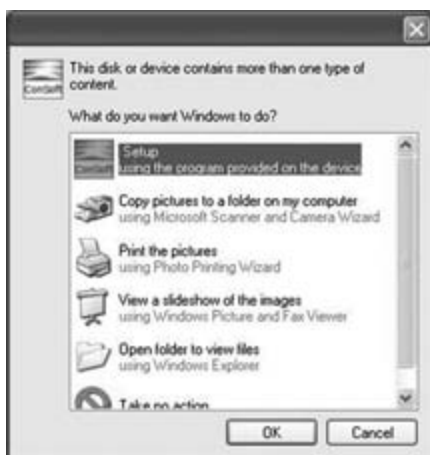 This disk or device contains more than one type of
content.
What do you want Windows to do?
Setup
using the program provided on the device
Copy pictures to a folder on my computer
using Microsoft Scanner and Camera Wizard
Print the pictures
using Photo Printing Wizard
View a slideshow of the images
using Windows Picture and Fax Viewer
Open folder to view files
using Windows Explorer
Take no action
OK
Cancel